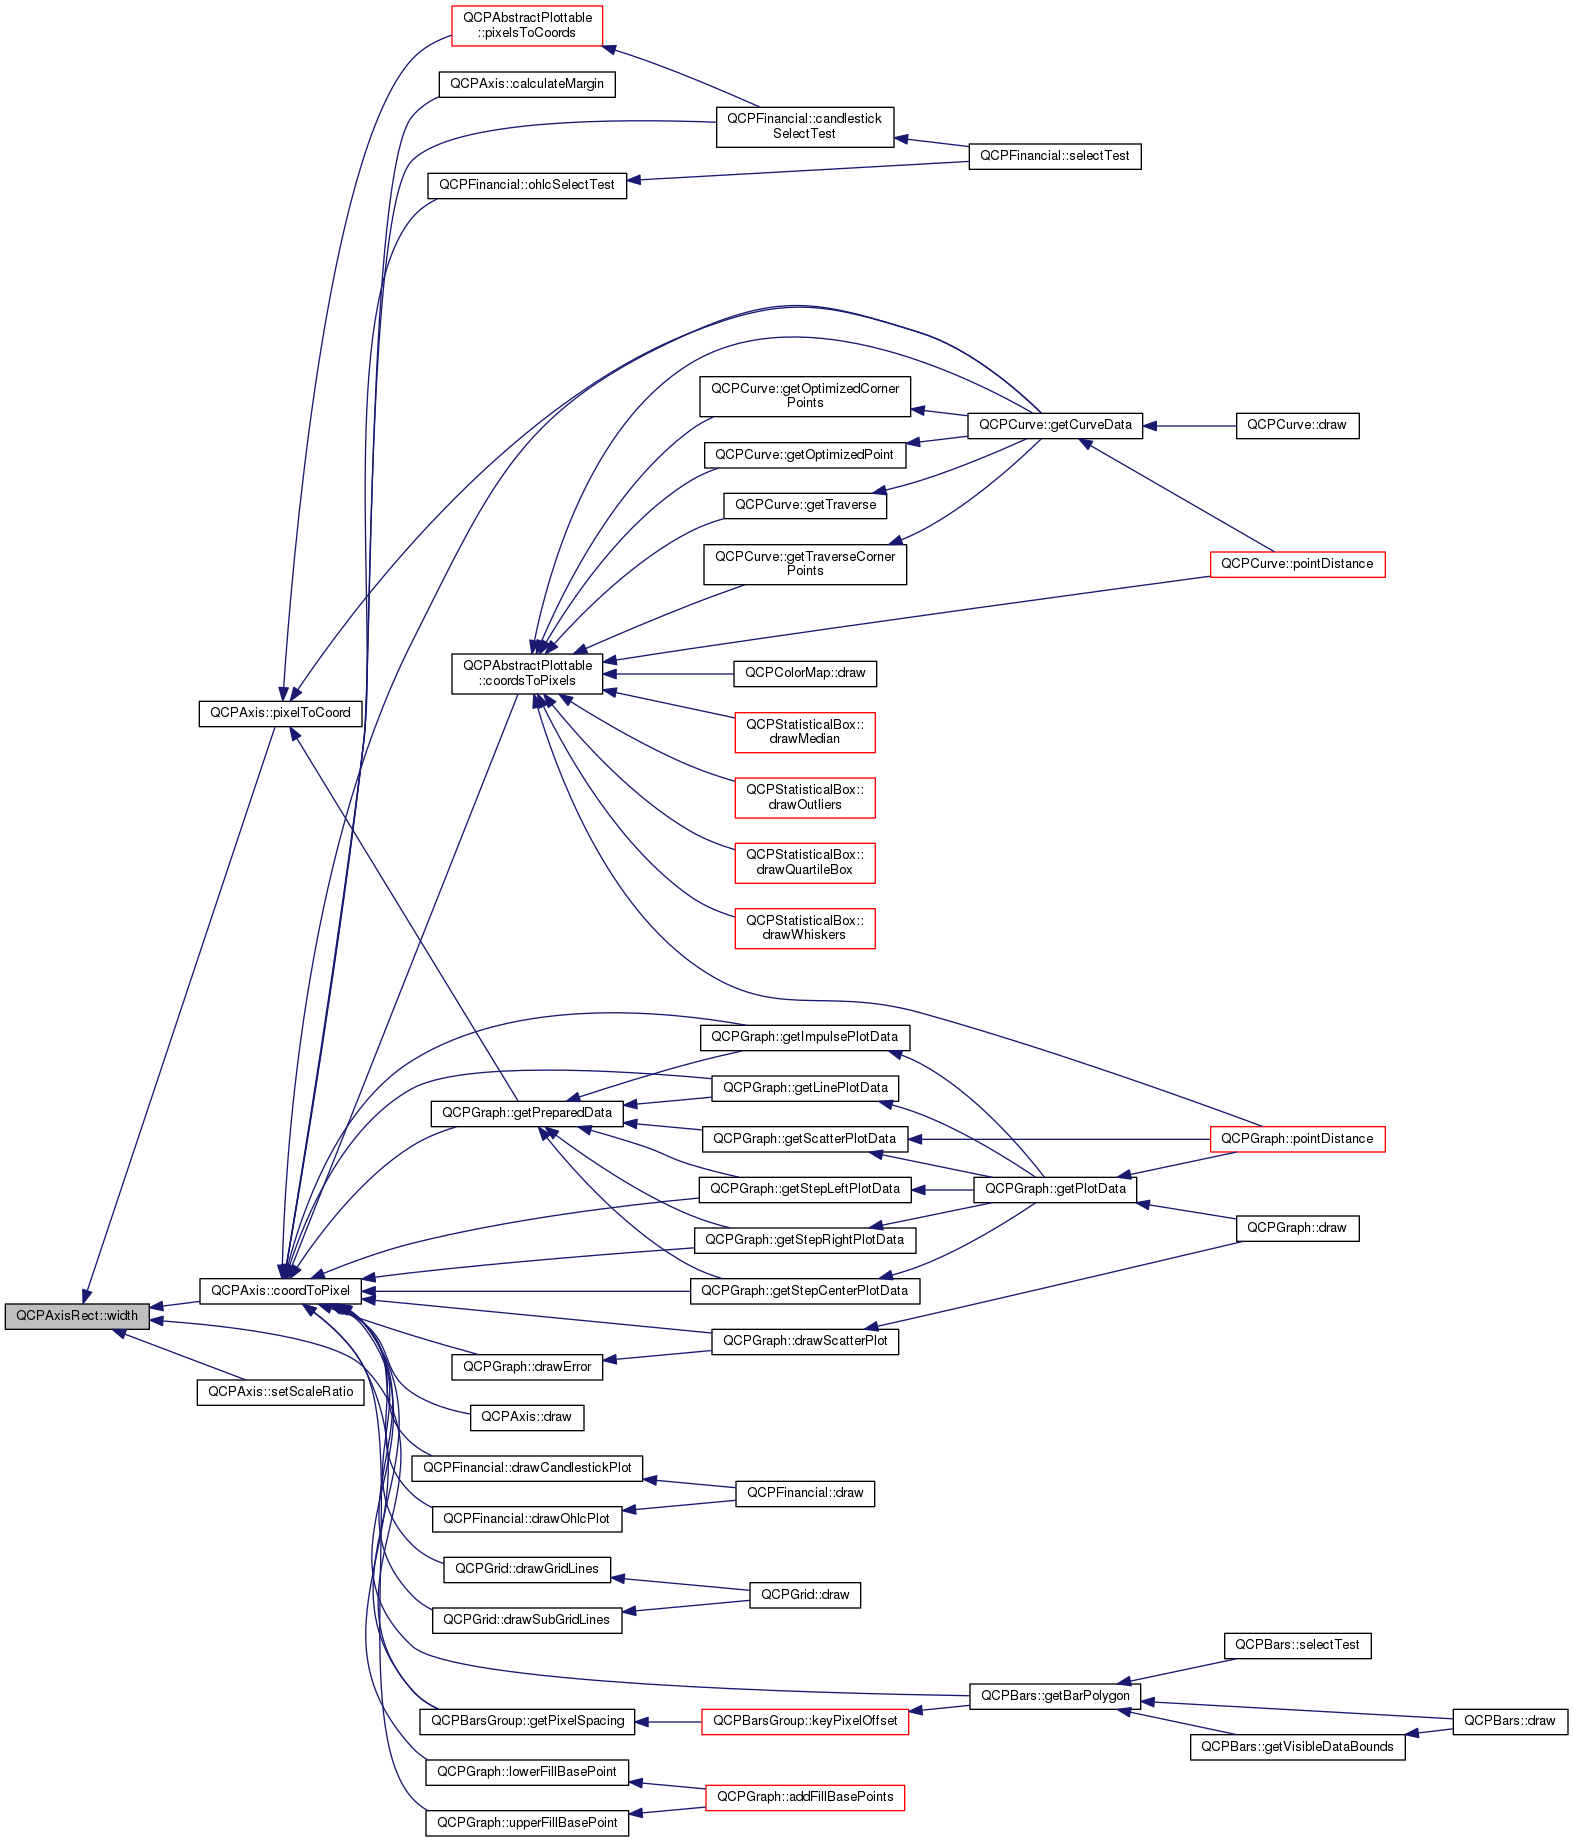 QCPAbstractPlottable
::pixelsToCoords
QCPAxis::calculateMargin
QCPFinancial::candlestick
SelectTest
QCPFinancial::selectTest
QCPFinancial::ohlcSelectTest
QCPCurve::getOptimizedCorner
Points
QCPCurve::getCurveData
QCPCurve::draw
QCPCurve::getOptimizedPoint
QCPCurve::getTraverse
QCPCurve::getTraverseCorner
Points
QCPCurve::pointDistance
QCPAbstractPlottable
::coordsToPixels
QCPColorMap::draw
QCPAxis::pixelToCoord
QCPStatisticalBox::
drawMedian
QCPStatisticalBox::
drawOutliers
QCPStatisticalBox::
drawQuartileBox
QCPStatisticalBox::
drawWhiskers
QCPGraph::getImpulsePlotData
QCPGraph::getLinePlotData
QCPGraph::getPreparedData
QCPGraph::getScatterPlotData
QCPGraph::pointDistance
QCPGraph::getStepLeftPlotData
QCPGraph::getPlotData
QCPGraph::draw
QCPGraph::getStepRightPlotData
QCPAxis::coordToPixel
QCPGraph::getStepCenterPlotData
QCPAxisRect::width
QCPGraph::drawScatterPlot
QCPGraph::drawError
QCPAxis::setScaleRatio
QCPAxis::draw
QCPFinancial::drawCandlestickPlot
QCPFinancial::draw
QCPFinancial::drawOhlcPlot
QCPGrid::drawGridLines
QCPGrid::draw
QCPGrid::drawSubGridLines
QCPBars::selectTest
QCPBars::getBarPolygon
QCPBarsGroup::getPixelSpacing
QCPBarsGroup::keyPixelOffset
QCPBars::draw
QCPBars::getVisibleDataBounds
QCPGraph::lowerFillBasePoint
QCPGraph::addFillBasePoints
QCPGraph::upperFillBasePoint